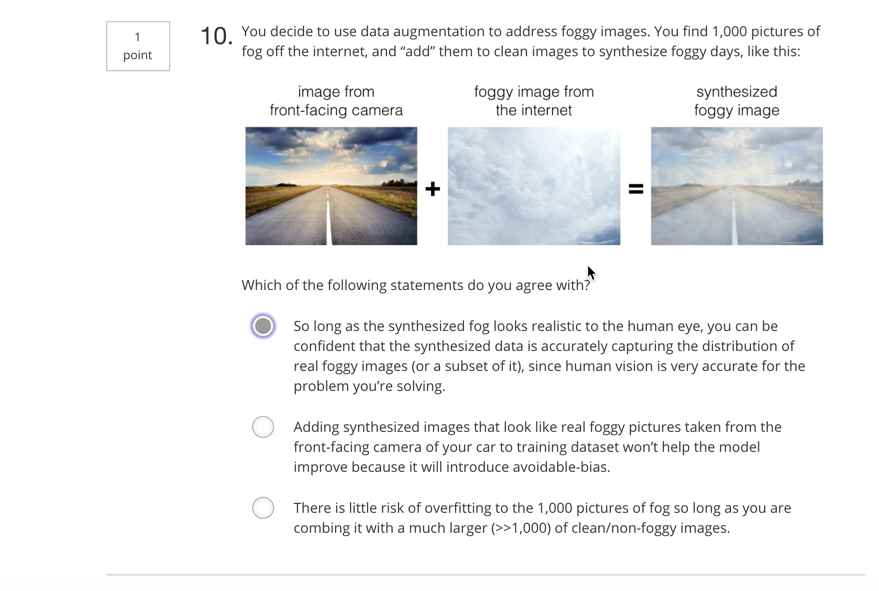 1
point
10.
You decide to use data augmentation to address foggy images. You find 1,000 pictures of
fog off the internet, and “add” them to clean images to synthesize foggy days, like this:
image from
front-facing camera
foggy image from
the internet
synthesized
foggy image
+
=
Which of the following statements do you agree with?
So long as the synthesized fog looks realistic to the human eye, you can be
confident that the synthesized data is accurately capturing the distribution of
real foggy images (or a subset of it), since human vision is very accurate for the
problem you’re solving.
Adding synthesized images that look like real foggy pictures taken from the
front-facing camera of your car to training dataset won’t help the model
improve because it will introduce avoidable-bias.
There is little risk of overfitting to the 1,000 pictures of fog so long as you are
combing it with a much larger (>>1,000) of clean/non-foggy images.